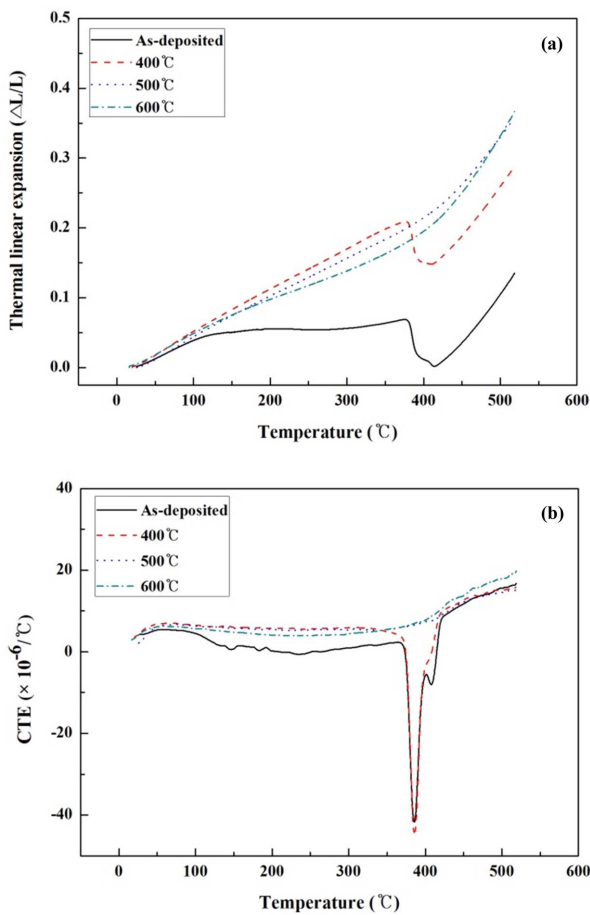 (a)
As-deposited
400℃
500℃
600℃
0.5
0.4
0.3
0.2
0.1
0.0
Thermal linear expansion (△L/L)
0 100 200 300 400 500 600
Temperature (℃)
(b)
As-deposited
400℃
500℃
600℃
40
20
0
-20
-40
CTE (× 10-6/℃)
0 100 200 300 400 500 600
Temperature (℃)